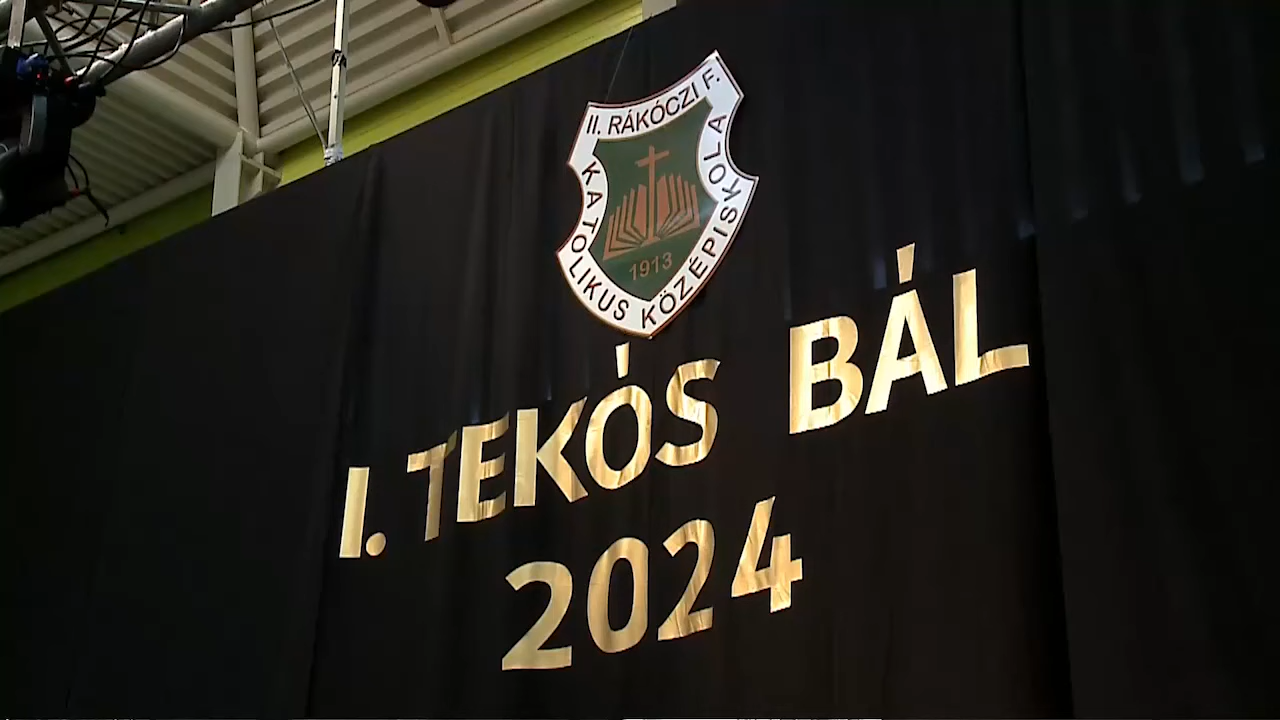 II. RÁKÓCZI F.
KATOLIKUS KÖZÉPISKOLA
1913
I. TEKÓS BÁL
2024